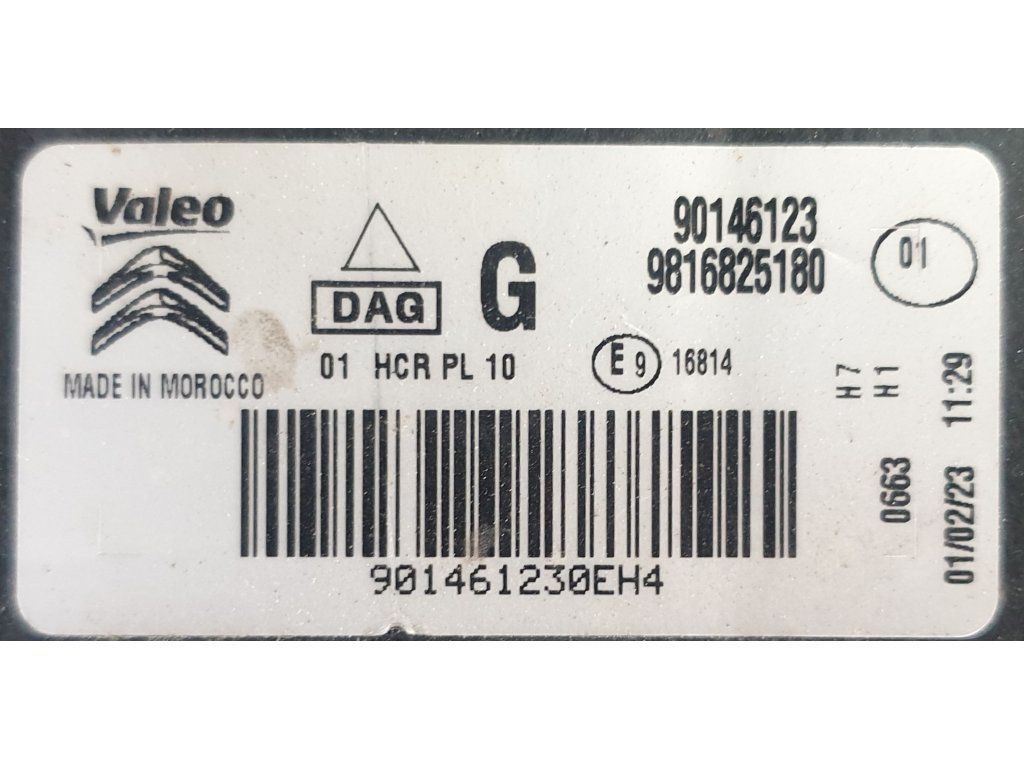 Valeo
MADE IN MOROCCO
DAG
01 HCR PL 10
G
90146123
9816825180
E 9 16814
01
H7
H1
0663
01/02/23 11:29
901461230EH4